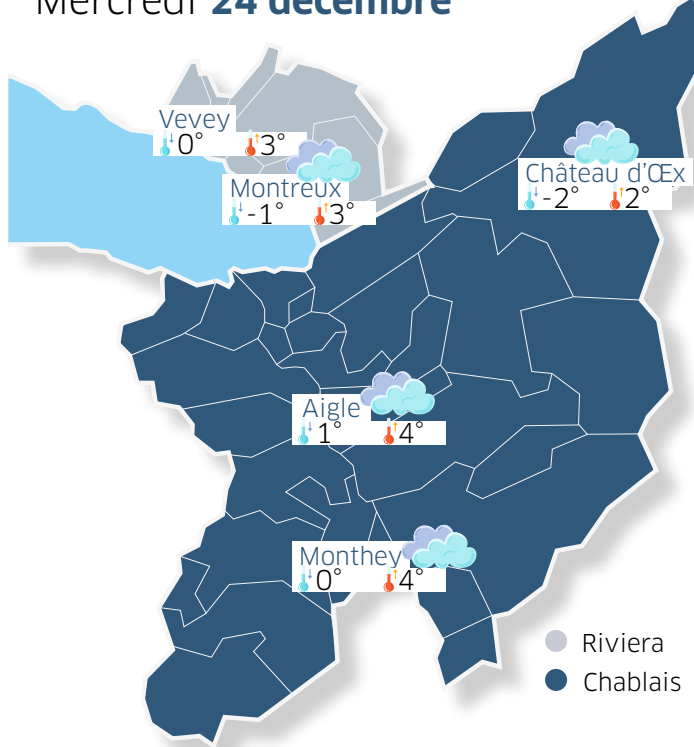 Mercredi 24 décembre
Vevey
0° 3°
Montreux
-1° 3°
Château d'Œx
-2° 2°
Aigle
1° 4°
Monthey
0° 4°
Riviera
Chablais